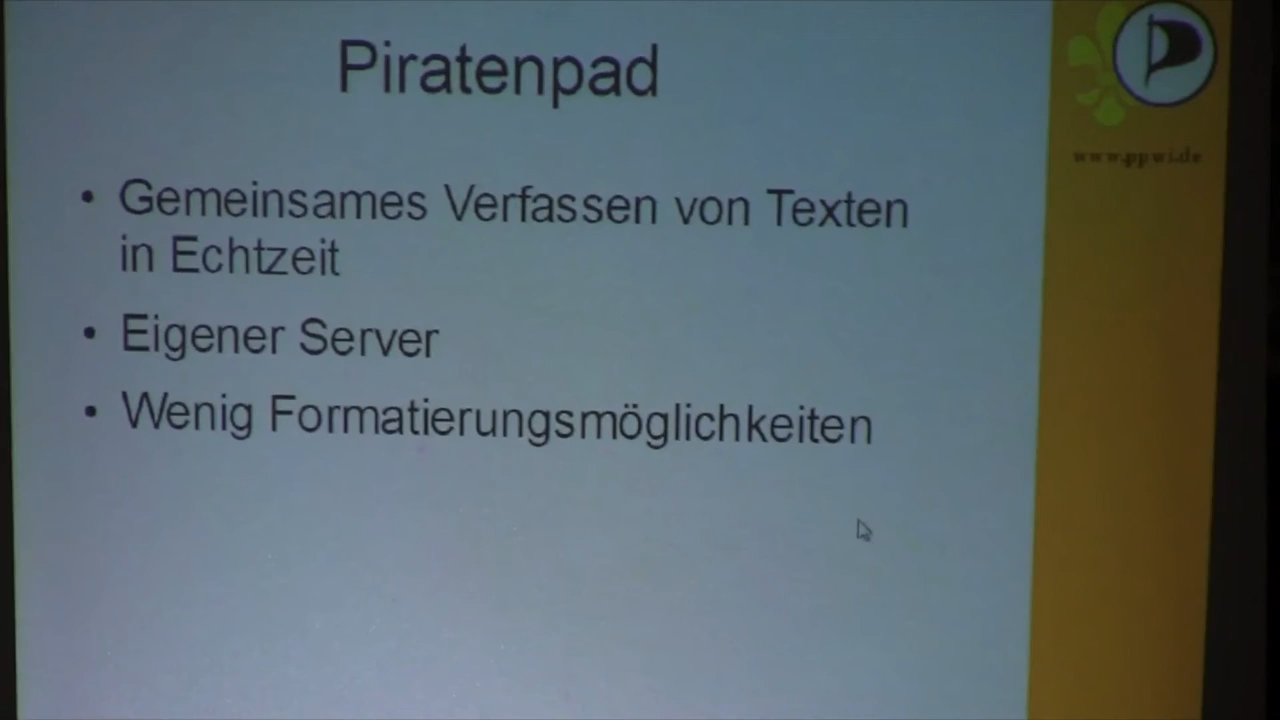 Piratenpad
• Gemeinsames Verfassen von Texten
in Echtzeit
• Eigener Server
• Wenig Formatierungsmöglichkeiten
www.ppwi.de